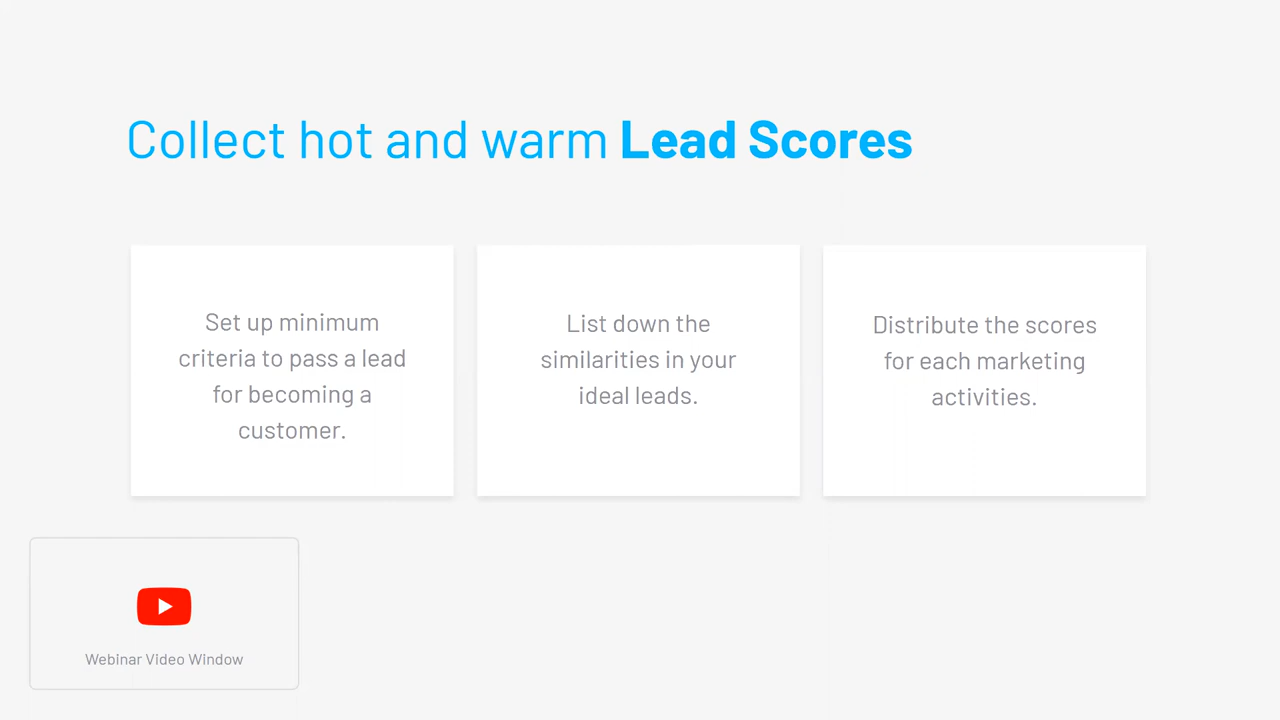 Collect hot and warm Lead Scores
Set up minimum
criteria to pass a lead
for becoming a
customer.
List down the
similarities in your
ideal leads.
Distribute the scores
for each marketing
activities.
Webinar Video Window